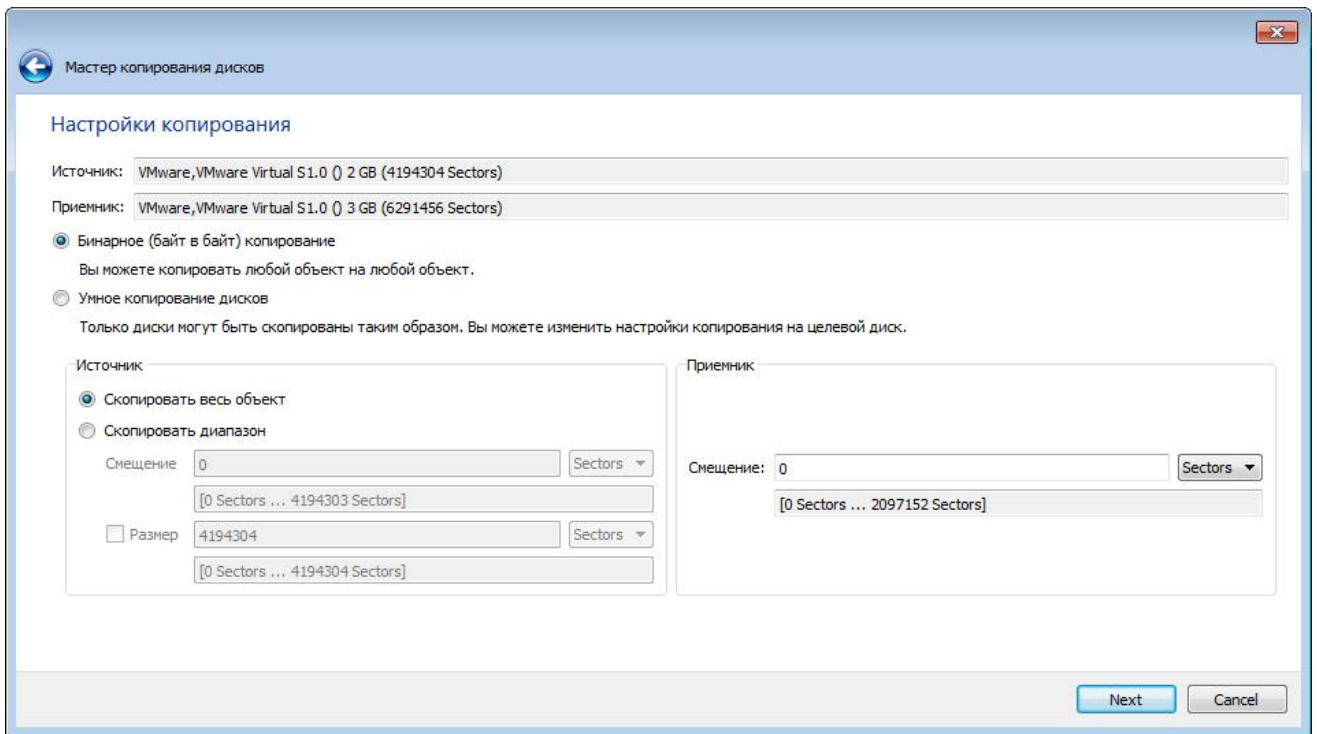 Мастер копирования дисков
Настройки копирования
Источник: VMware,VMware Virtual S1.0 () 2 GB (4194304 Sectors)
Приемник: VMware,VMware Virtual S1.0 () 3 GB (6291456 Sectors)
Бинарное (байт в байт) копирование
Вы можете копировать любой объект на любой объект.
Умное копирование дисков
Только диски могут быть скопированы таким образом. Вы можете изменить настройки копирования на целевой диск.
Источник
Скопировать весь объект
Скопировать диапазон
Смещение 0 Sectors
[0 Sectors ... 4194303 Sectors]
Размер 4194304 Sectors
[0 Sectors ... 4194304 Sectors]
Приемник
Смещение: 0 Sectors
[0 Sectors ... 2097152 Sectors]
Next Cancel